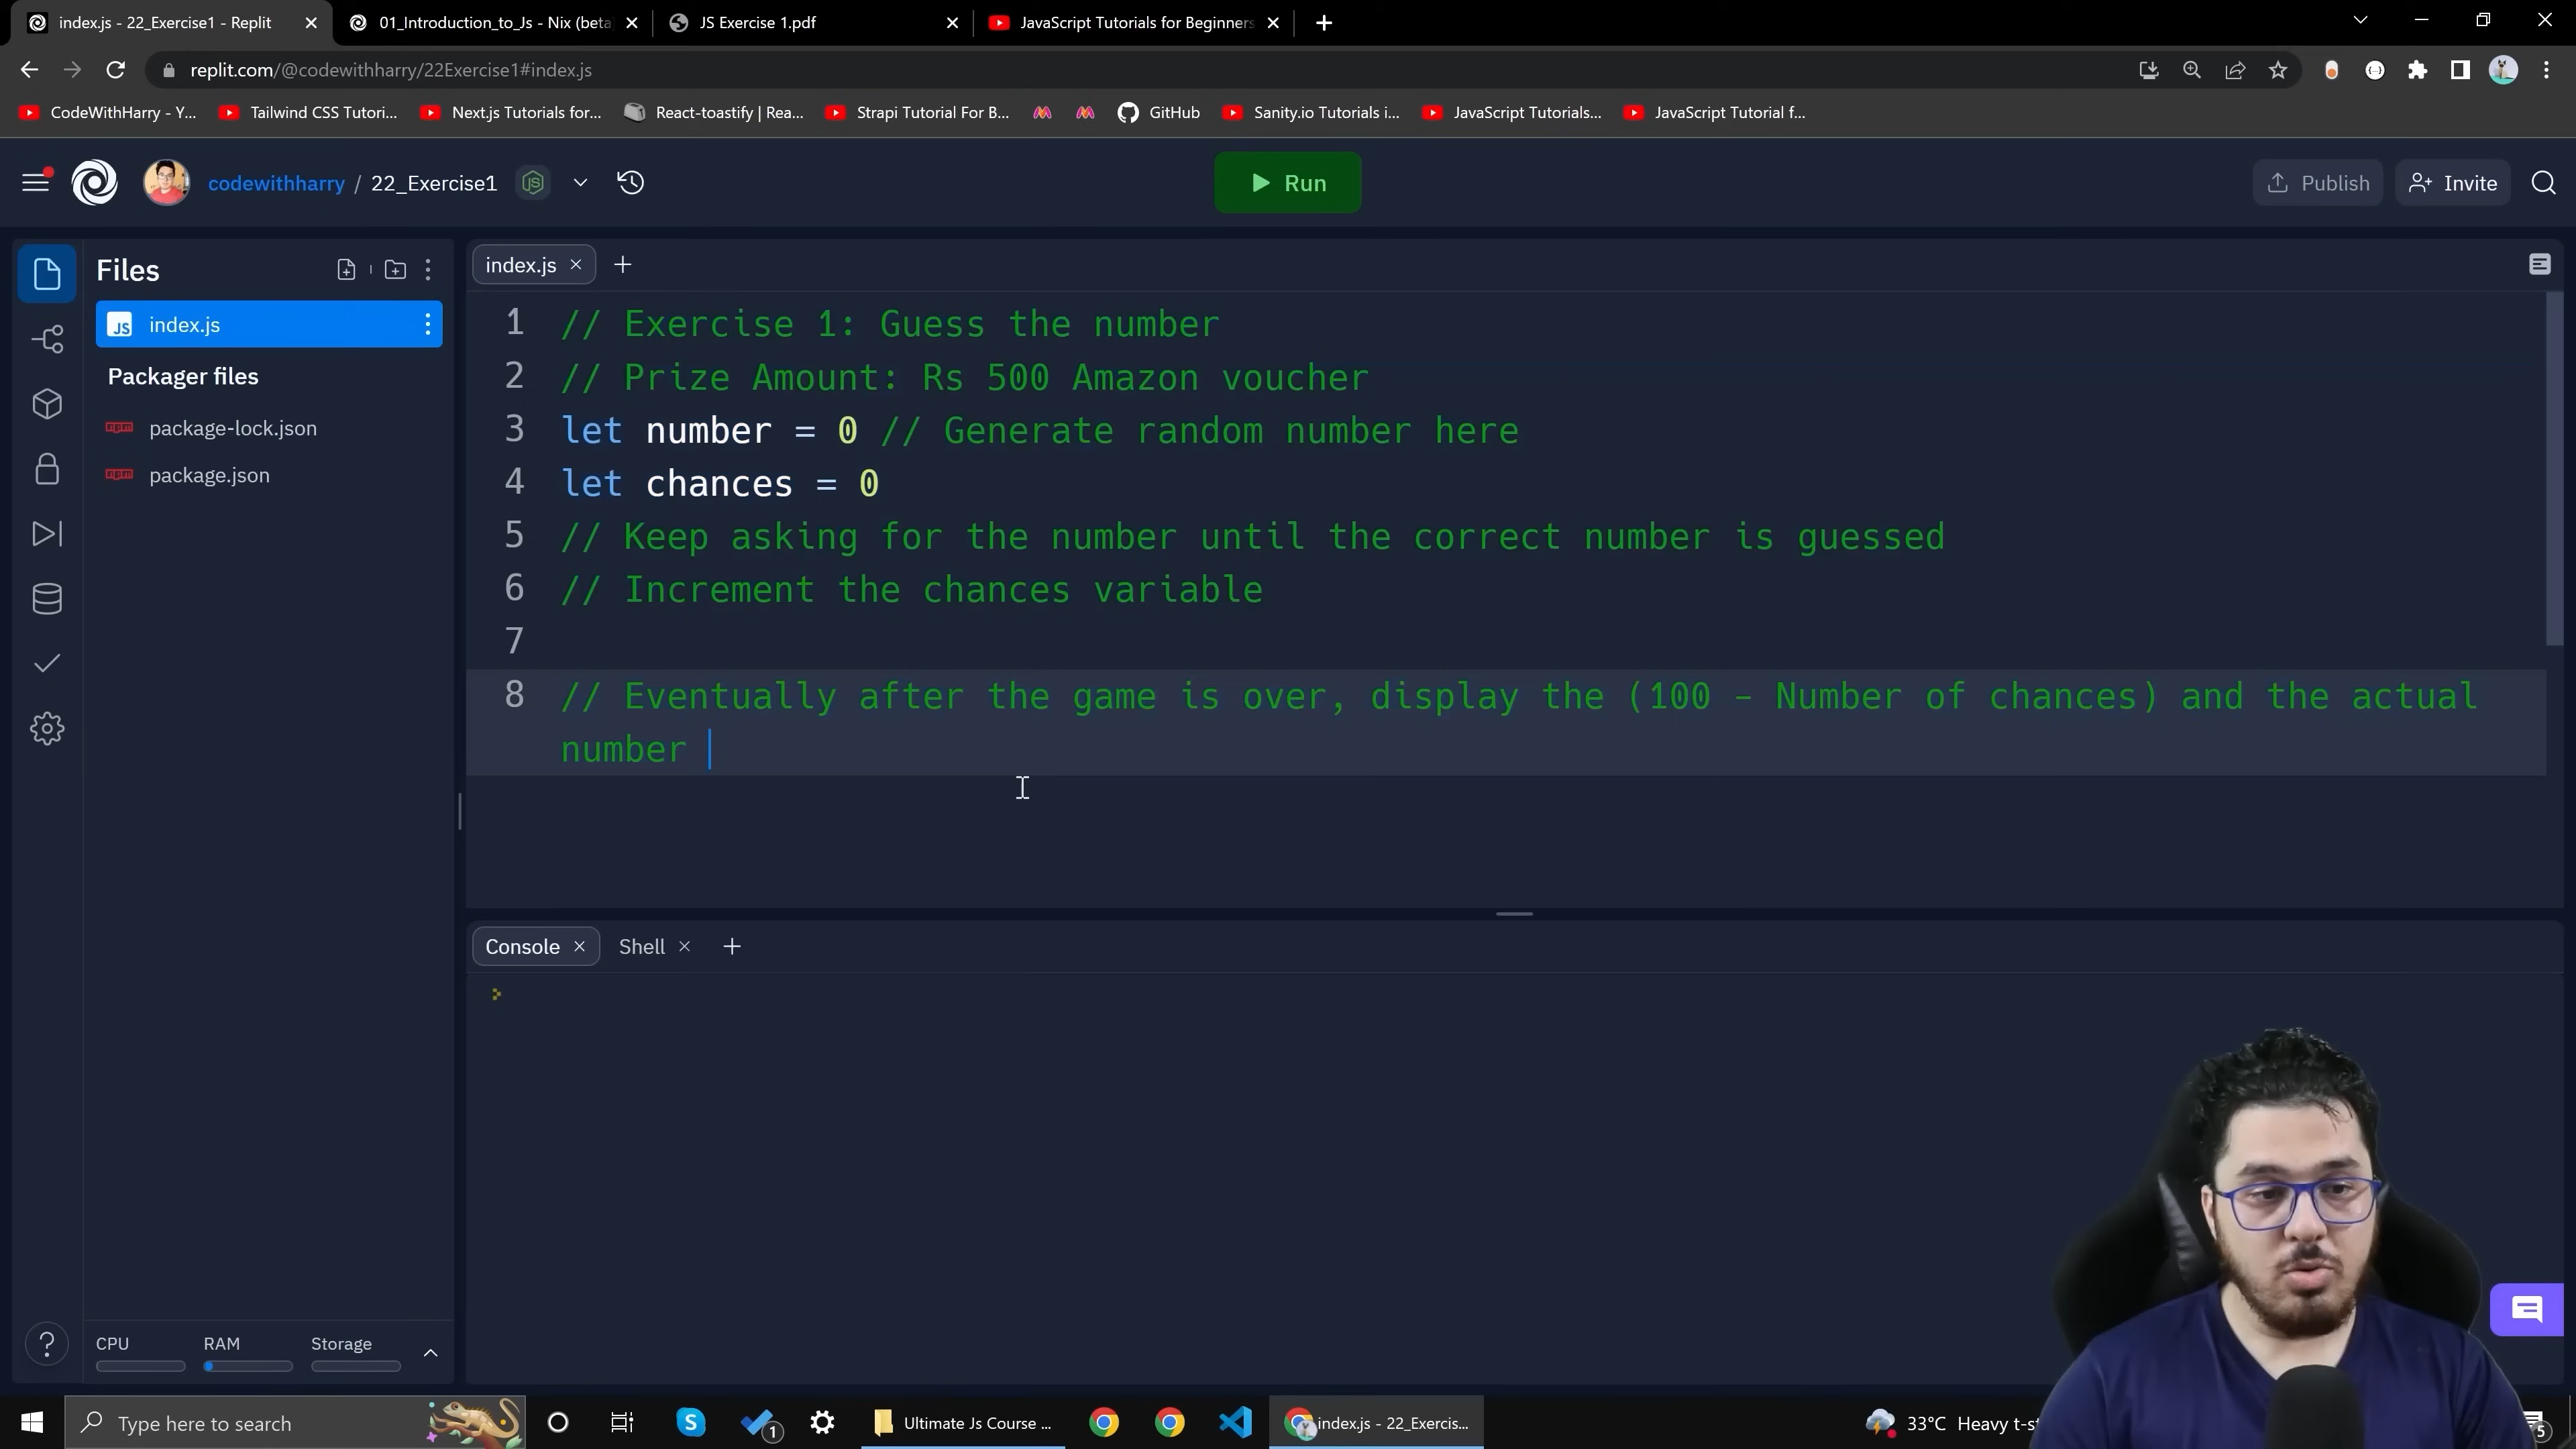 index.js - 22_Exercise1 - Replit
01_Introduction_to_Js - Nix (beta
JS Exercise 1.pdf
JavaScript Tutorials for Beginners
replit.com/@codewithharry/22Exercise1#index.js
CodeWithHarry - Y...
Tailwind CSS Tutori...
Next.js Tutorials for...
React-toastify | Rea...
Strapi Tutorial For B...
GitHub
Sanity.io Tutorials i...
JavaScript Tutorials...
JavaScript Tutorial f...
codewithharry / 22_Exercise1
Run
Publish
Invite
Files
index.js
Packager files
package-lock.json
package.json
index.js
1 // Exercise 1: Guess the number
2 // Prize Amount: Rs 500 Amazon voucher
3 let number = 0 // Generate random number here
4 let chances = 0
5 // Keep asking for the number until the correct number is guessed
6 // Increment the chances variable
7
8 // Eventually after the game is over, display the (100 - Number of chances) and the actual
number
Console
Shell
CPU
RAM
Storage
Type here to search
1
Ultimate Js Course ...
index.js - 22_Exercis...
33°C Heavy t-st
5